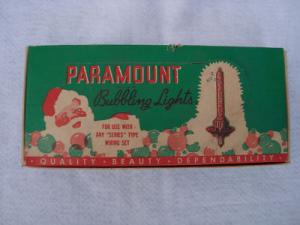 PARAMOUNT
Bubbling Lights
FOR USE WITH
ANY "SERIES" TYPE
WIRING SET
· QUALITY · BEAUTY · DEPENDABILITY ·